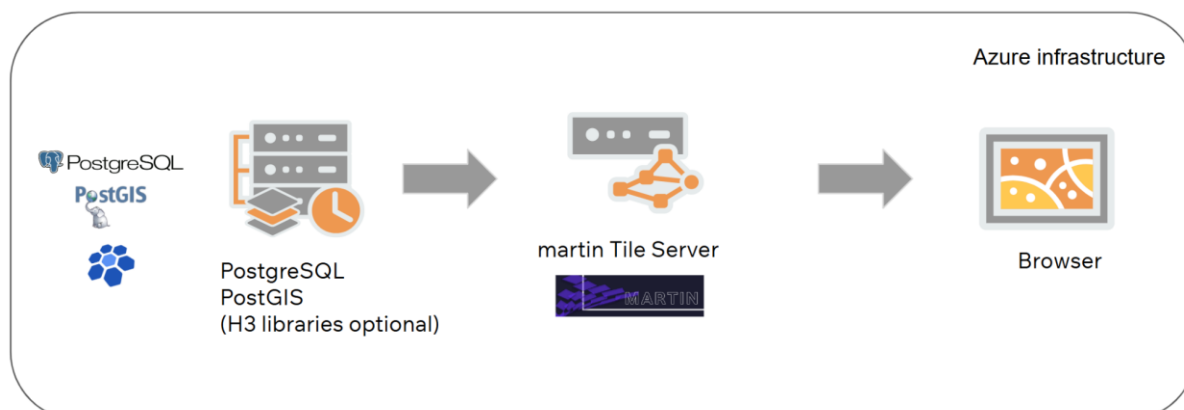 Azure infrastructure
PostgreSQL
PostGIS
PostgreSQL
PostGIS
(H3 libraries optional)
martin Tile Server
MARTIN
Browser